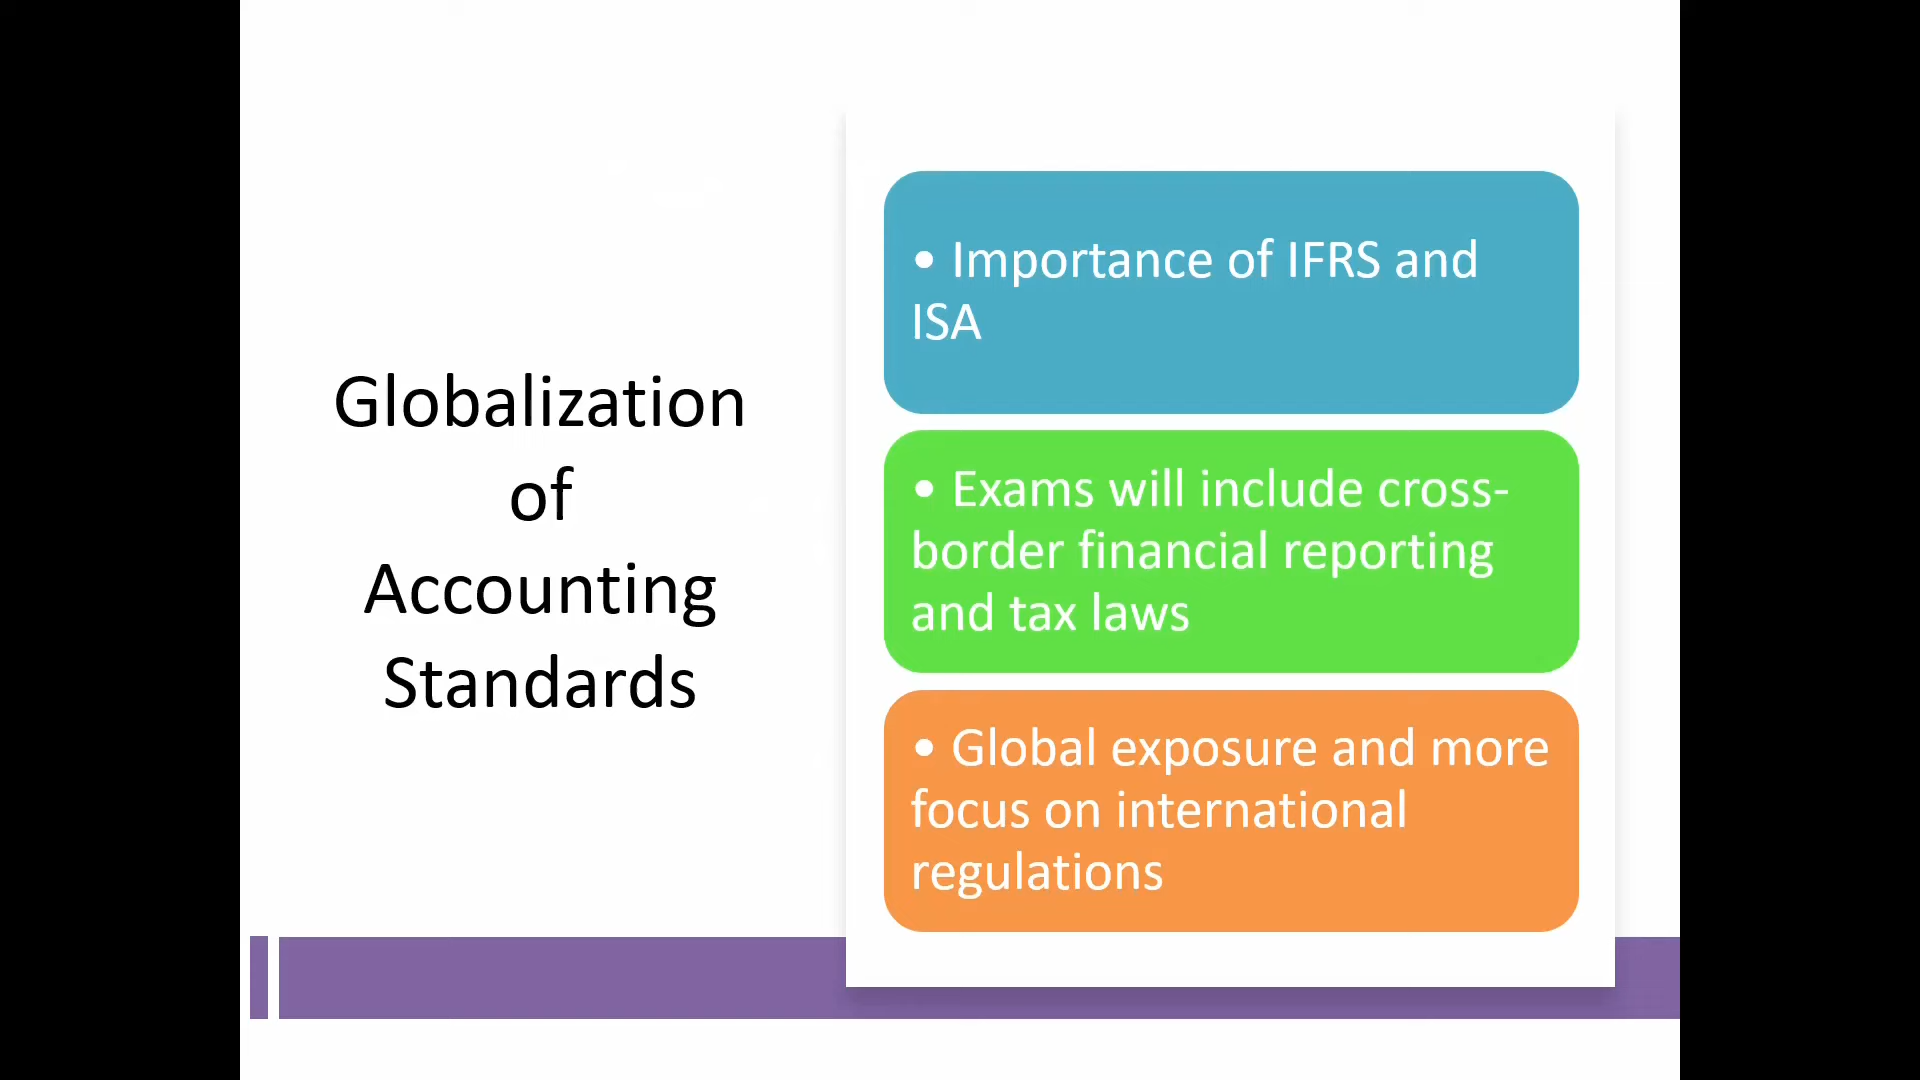 Globalization
of
Accounting
Standards
• Importance of IFRS and
ISA
• Exams will include cross-
border financial reporting
and tax laws
• Global exposure and more
focus on international
regulations